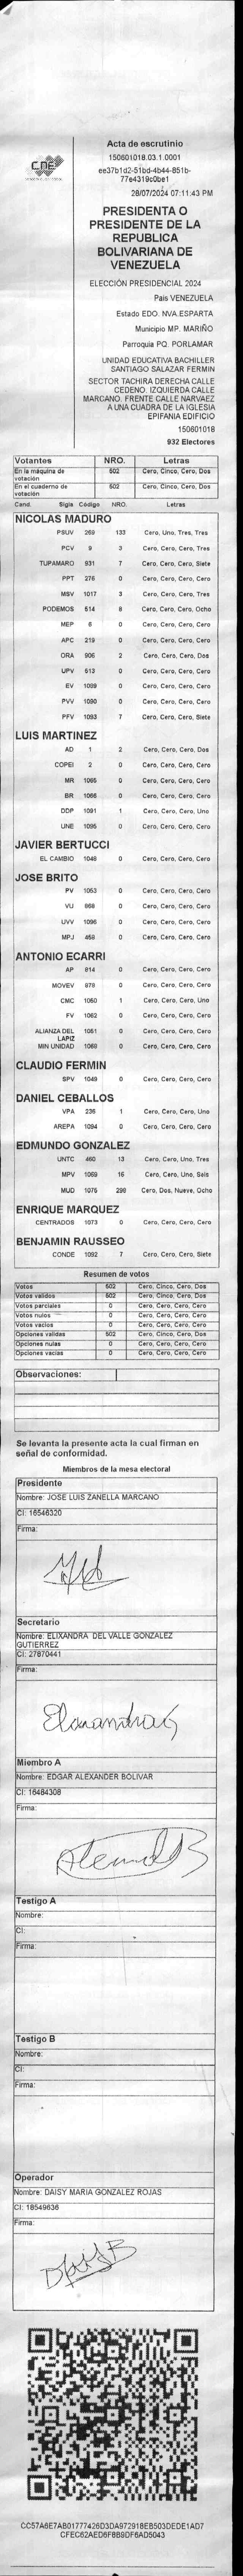 CNE
Acta de escrutinio
150601018.03.1.0001
ee37b1d2-51bd-4b44-851b-
77e4319c0be1
28/07/2024 07:11:43 PM
PRESIDENTA O
PRESIDENTE DE LA
REPUBLICA
BOLIVARIANA DE
VENEZUELA
ELECCIÓN PRESIDENCIAL 2024
País VENEZUELA
Estado EDO. NVA.ESPARTA
Municipio MP. MARIÑO
Parroquia PQ. PORLAMAR
UNIDAD EDUCATIVA BACHILLER
SANTIAGO SALAZAR FERMIN
SECTOR TACHIRA DERECHA CALLE
CEDENO. IZQUIERDA CALLE
MARCANO. FRENTE CALLE NARVAEZ
A UNA CUADRA DE LA IGLESIA
EPIFANIA EDIFICIO
150601018
932 Electores
Votantes NRO. Letras
En la máquina de votación 502 Cero, Cinco, Cero, Dos
En el cuaderno de votación 502 Cero, Cinco, Cero, Dos
Cand. Sigla Código NRO. Letras
NICOLAS MADURO
PSUV 269 133 Cero, Uno, Tres, Tres
PCV 9 3 Cero, Cero, Cero, Tres
TUPAMARO 931 7 Cero, Cero, Cero, Siete
PPT 276 0 Cero, Cero, Cero, Cero
MSV 1017 3 Cero, Cero, Cero, Tres
PODEMOS 514 8 Cero, Cero, Cero, Ocho
MEP 6 0 Cero, Cero, Cero, Cero
APC 219 0 Cero, Cero, Cero, Cero
ORA 906 2 Cero, Cero, Cero, Dos
UPV 513 0 Cero, Cero, Cero, Cero
EV 1089 0 Cero, Cero, Cero, Cero
PVV 1090 0 Cero, Cero, Cero, Cero
PFV 1093 7 Cero, Cero, Cero, Siete
LUIS MARTINEZ
AD 1 2 Cero, Cero, Cero, Dos
COPEI 2 0 Cero, Cero, Cero, Cero
MR 1065 0 Cero, Cero, Cero, Cero
BR 1066 0 Cero, Cero, Cero, Cero
DDP 1091 1 Cero, Cero, Cero, Uno
UNE 1095 0 Cero, Cero, Cero, Cero
JAVIER BERTUCCI
EL CAMBIO 1048 0 Cero, Cero, Cero, Cero
JOSE BRITO
PV 1053 0 Cero, Cero, Cero, Cero
VU 868 0 Cero, Cero, Cero, Cero
UVV 1096 0 Cero, Cero, Cero, Cero
MPJ 458 0 Cero, Cero, Cero, Cero
ANTONIO ECARRI
AP 814 0 Cero, Cero, Cero, Cero
MOVEV 878 0 Cero, Cero, Cero, Cero
CMC 1050 1 Cero, Cero, Cero, Uno
FV 1062 0 Cero, Cero, Cero, Cero
ALIANZA DEL LAPIZ 1051 0 Cero, Cero, Cero, Cero
MIN UNIDAD 1058 0 Cero, Cero, Cero, Cero
CLAUDIO FERMIN
SPV 1049 0 Cero, Cero, Cero, Cero
DANIEL CEBALLOS
VPA 235 1 Cero, Cero, Cero, Uno
AREPA 1094 0 Cero, Cero, Cero, Cero
EDMUNDO GONZALEZ
UNTC 460 13 Cero, Cero, Uno, Tres
MPV 1069 16 Cero, Cero, Uno, Seis
MUD 1075 298 Cero, Dos, Nueve, Ocho
ENRIQUE MARQUEZ
CENTRADOS 1073 0 Cero, Cero, Cero, Cero
BENJAMIN RAUSSEO
CONDE 1092 7 Cero, Cero, Cero, Siete
Resumen de votos
Votos 502 Cero, Cinco, Cero, Dos
Votos validos 502 Cero, Cinco, Cero, Dos
Votos parciales 0 Cero, Cero, Cero, Cero
Votos nulos 0 Cero, Cero, Cero, Cero
Votos vacios 0 Cero, Cero, Cero, Cero
Opciones validas 502 Cero, Cinco, Cero, Dos
Opciones nulas 0 Cero, Cero, Cero, Cero
Opciones vacias 0 Cero, Cero, Cero, Cero
Observaciones:
Se levanta la presente acta la cual firman en
señal de conformidad.
Miembros de la mesa electoral
Presidente
Nombre: JOSE LUIS ZANELLA MARCANO
CI: 16546320
Firma:
Secretario
Nombre: ELIXANDRA DEL VALLE GONZALEZ
GUTIERREZ
CI: 27670441
Firma:
Miembro A
Nombre: EDGAR ALEXANDER BOLIVAR
CI: 16484308
Firma:
Testigo A
Nombre:
CI:
Firma:
Testigo B
Nombre:
CI:
Firma:
Operador
Nombre: DAISY MARIA GONZALEZ ROJAS
CI: 18549636
Firma:
CC57A6E7AB01777426D3DA972918EB503DEDE1AD7
CFEC62AED6F8B9DF6AD5043